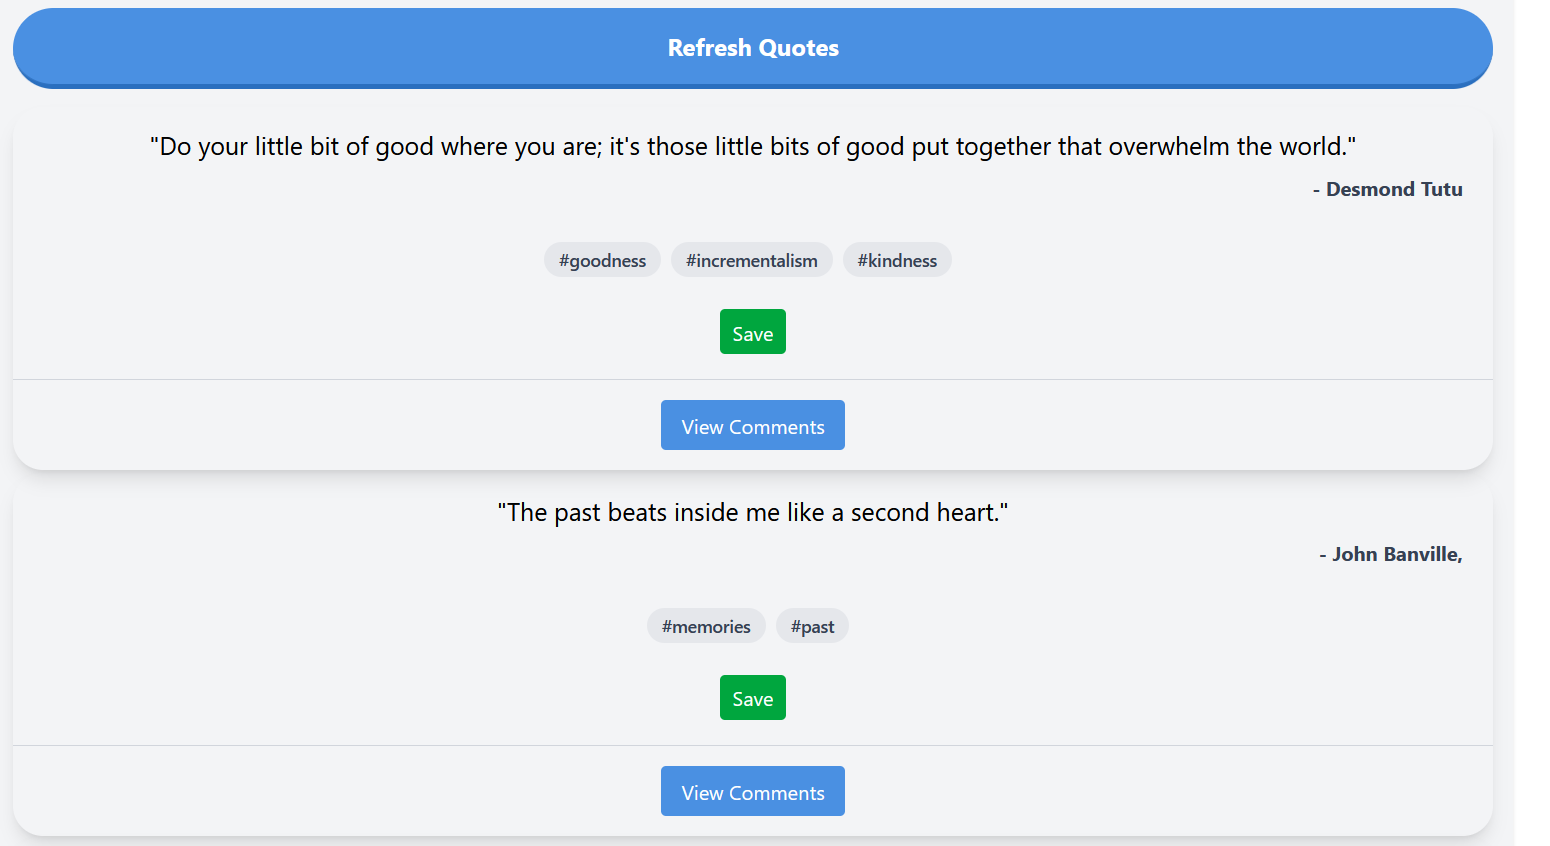 Refresh Quotes
"Do your little bit of good where you are; it's those little bits of good put together that overwhelm the world."
- Desmond Tutu
#goodness #incrementalism #kindness
Save
View Comments
"The past beats inside me like a second heart."
- John Banville,
#memories #past
Save
View Comments